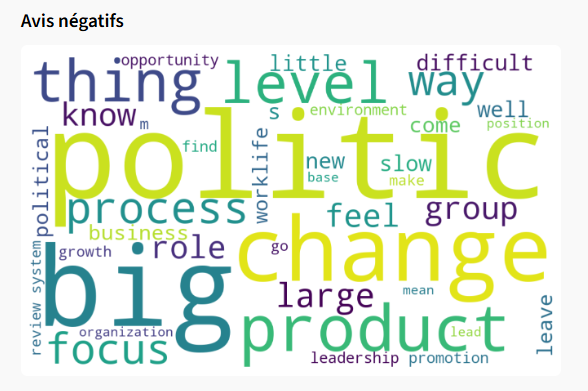 Avis négatifs
opportunity
thing
level
little
way
difficult
know
m
s
environment
well
come
position
politic
political
find
worklife
new
base
slow
make
process
business
feel
group
review system
growth
role
big
go
change
large
mean
organization
focus
product
lead
leadership
promotion
leave